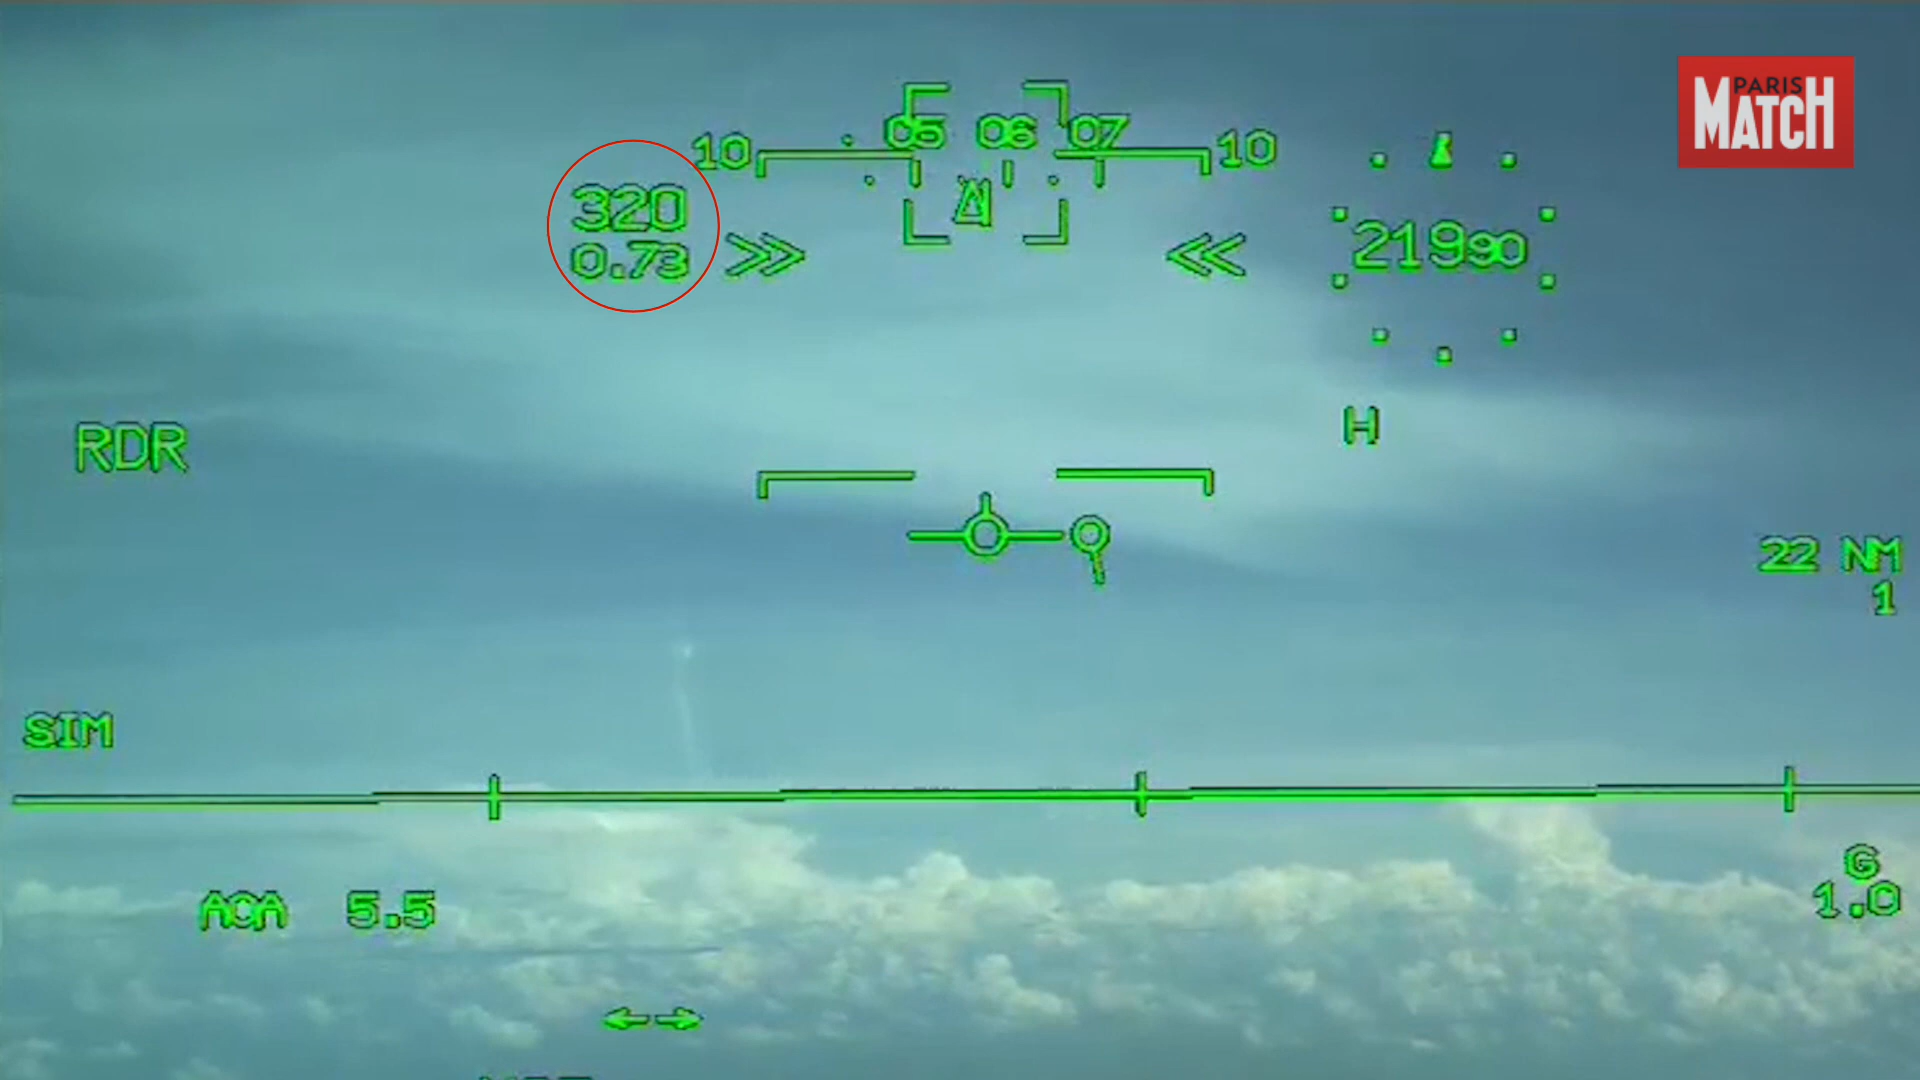 PARIS
MATCH
05 06 07
10 10
320
0.73
21990
H
RDR
22 NM
1
SIM
G
1.0
AOA 5.5